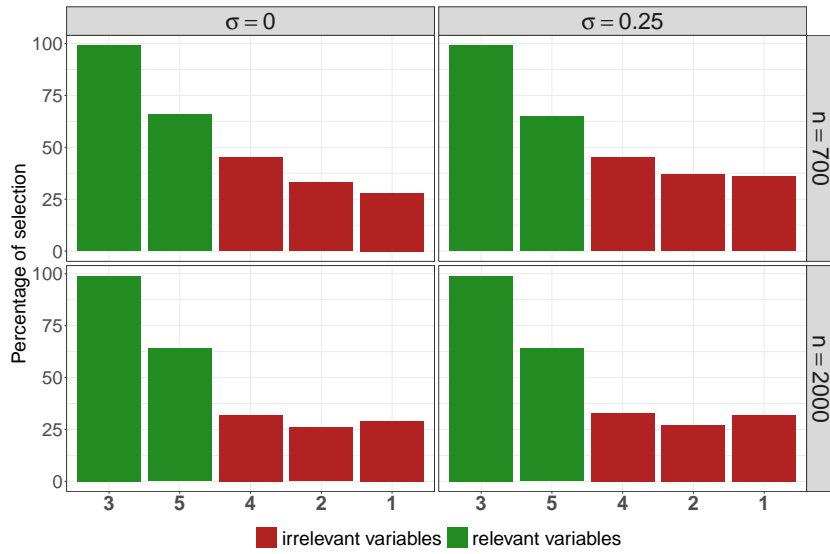 σ = 0
σ = 0.25
Percentage of selection
100
75
50
25
0
n = 700
100
75
50
25
0
n = 2000
3 5 4 2 1
3 5 4 2 1
irrelevant variables relevant variables